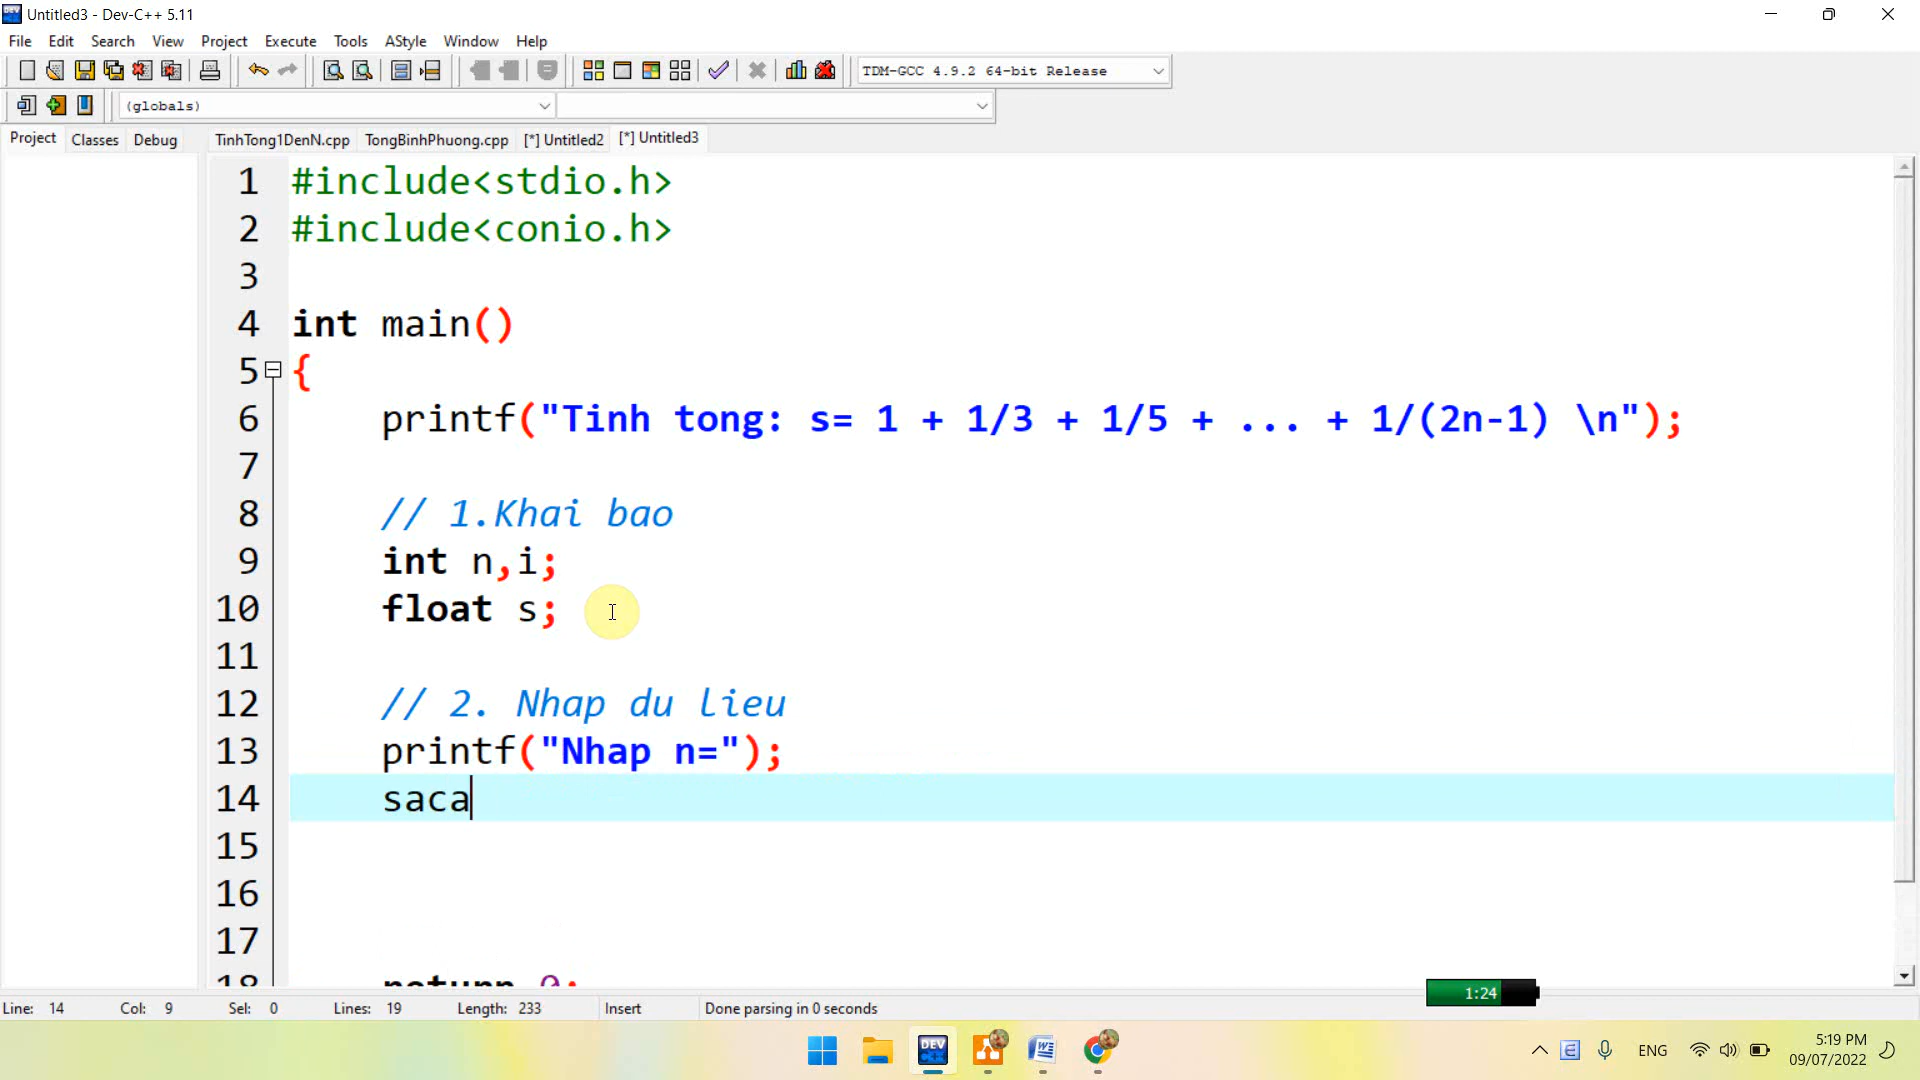 Untitled3 - Dev-C++ 5.11
File Edit Search View Project Execute Tools AStyle Window Help
TDM-GCC 4.9.2 64-bit Release
(globals)
Project Classes Debug TinhTong1DenN.cpp TongBinhPhuong.cpp [*] Untitled2 [*] Untitled3
1 #include<stdio.h>
2 #include<conio.h>
3
4 int main()
5 {
6 printf("Tinh tong: s= 1 + 1/3 + 1/5 + ... + 1/(2n-1) \n");
7
8 // 1.Khai bao
9 int n,i;
10 float s;
11
12 // 2. Nhap du lieu
13 printf("Nhap n=");
14 saca
15
16
17
18 return 0;
1:24
Line: 14 Col: 9 Sel: 0 Lines: 19 Length: 233 Insert Done parsing in 0 seconds
DEV
ENG
5:19 PM
09/07/2022